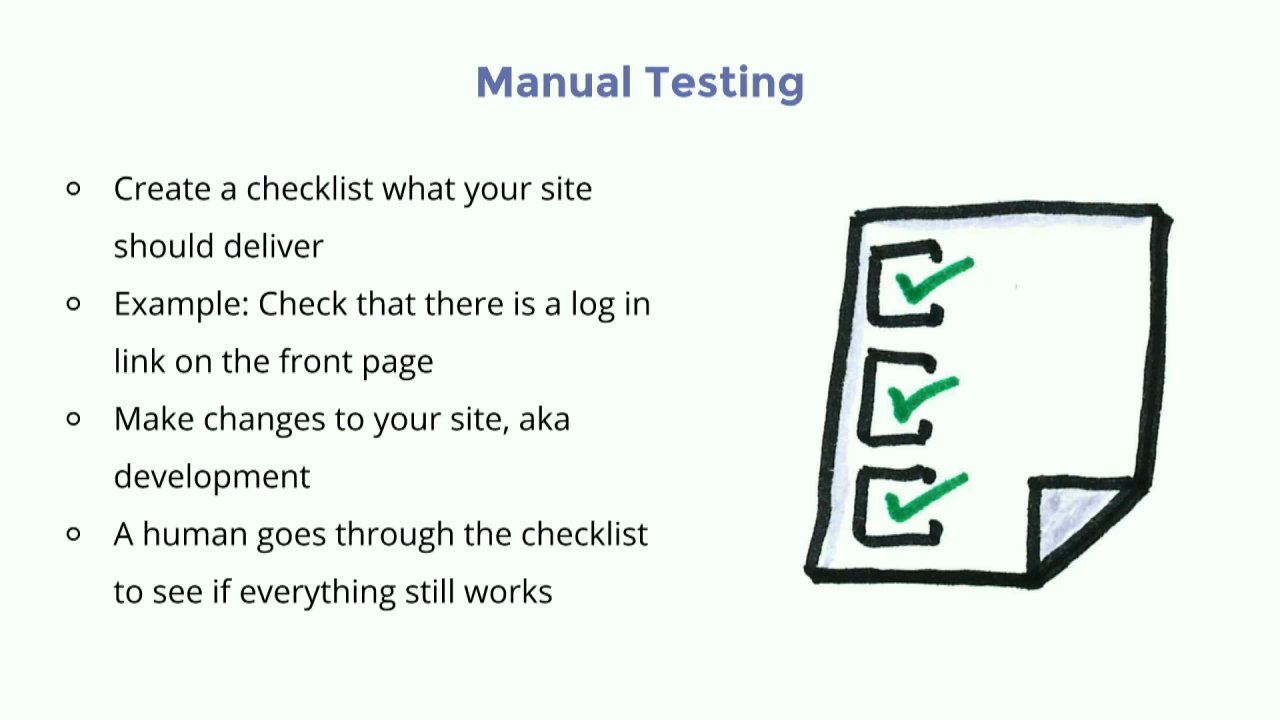 Manual Testing
Create a checklist what your site
should deliver
Example: Check that there is a log in
link on the front page
Make changes to your site, aka
development
A human goes through the checklist
to see if everything still works